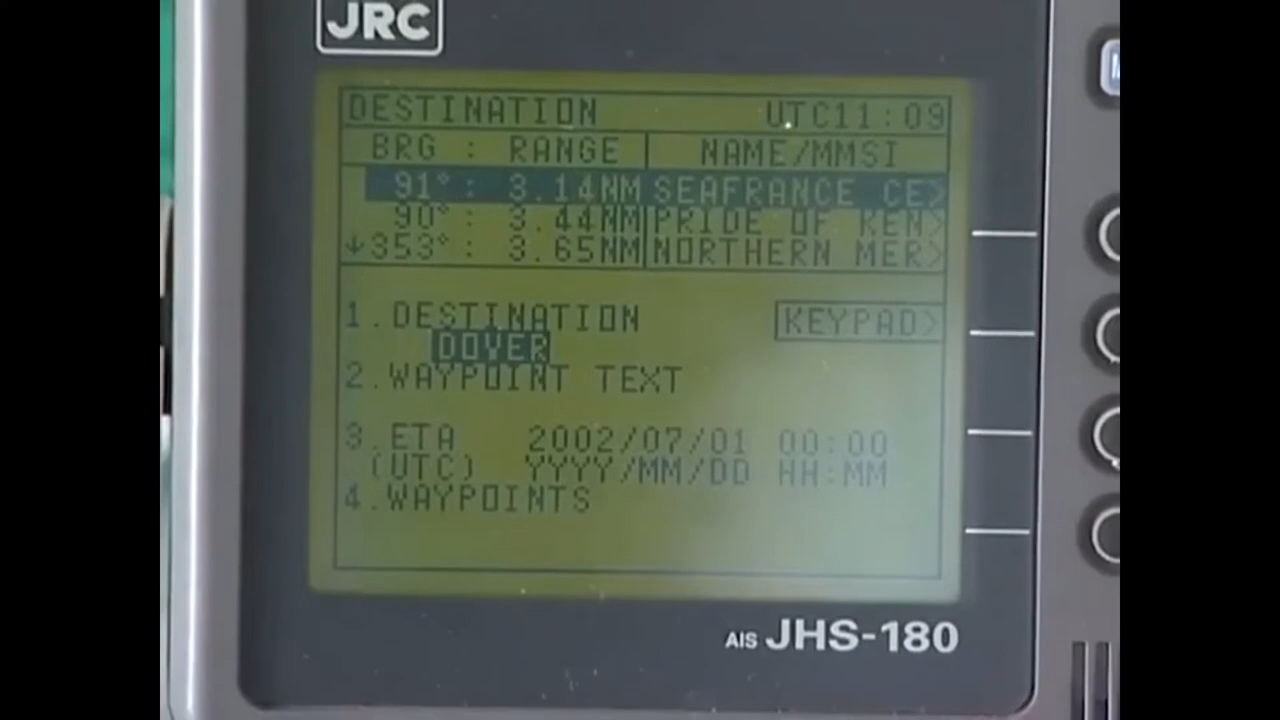 JRC
DESTINATION UTC11:09
BRG : RANGE NAME/MMSI
91°: 3.14NM SEAFRANCE CE>
90°: 3.44NM PRIDE OF KEN>
↓353°: 3.65NM NORTHERN MER>
1.DESTINATION KEYPAD>
DOVER
2.WAYPOINT TEXT
3.ETA 2002/07/01 00:00
(UTC) YYYY/MM/DD HH:MM
4.WAYPOINTS
AIS JHS-180